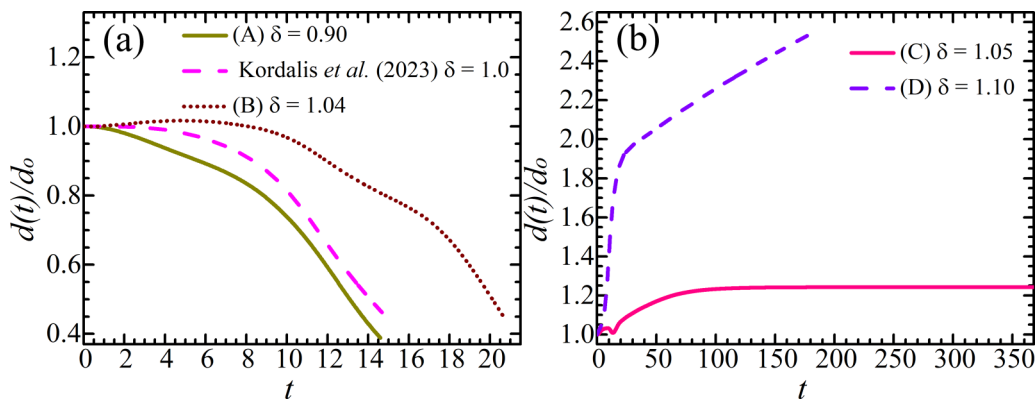 (a)
(A) δ = 0.90
Kordalis et al. (2023) δ = 1.0
(B) δ = 1.04
1.2
1.0
0.8
0.6
0.4
d(t)/do
0 2 4 6 8 10 12 14 16 18 20
t
(b)
(C) δ = 1.05
(D) δ = 1.10
2.6
2.4
2.2
2.0
1.8
1.6
1.4
1.2
1.0
d(t)/do
0 50 100 150 200 250 300 350
t